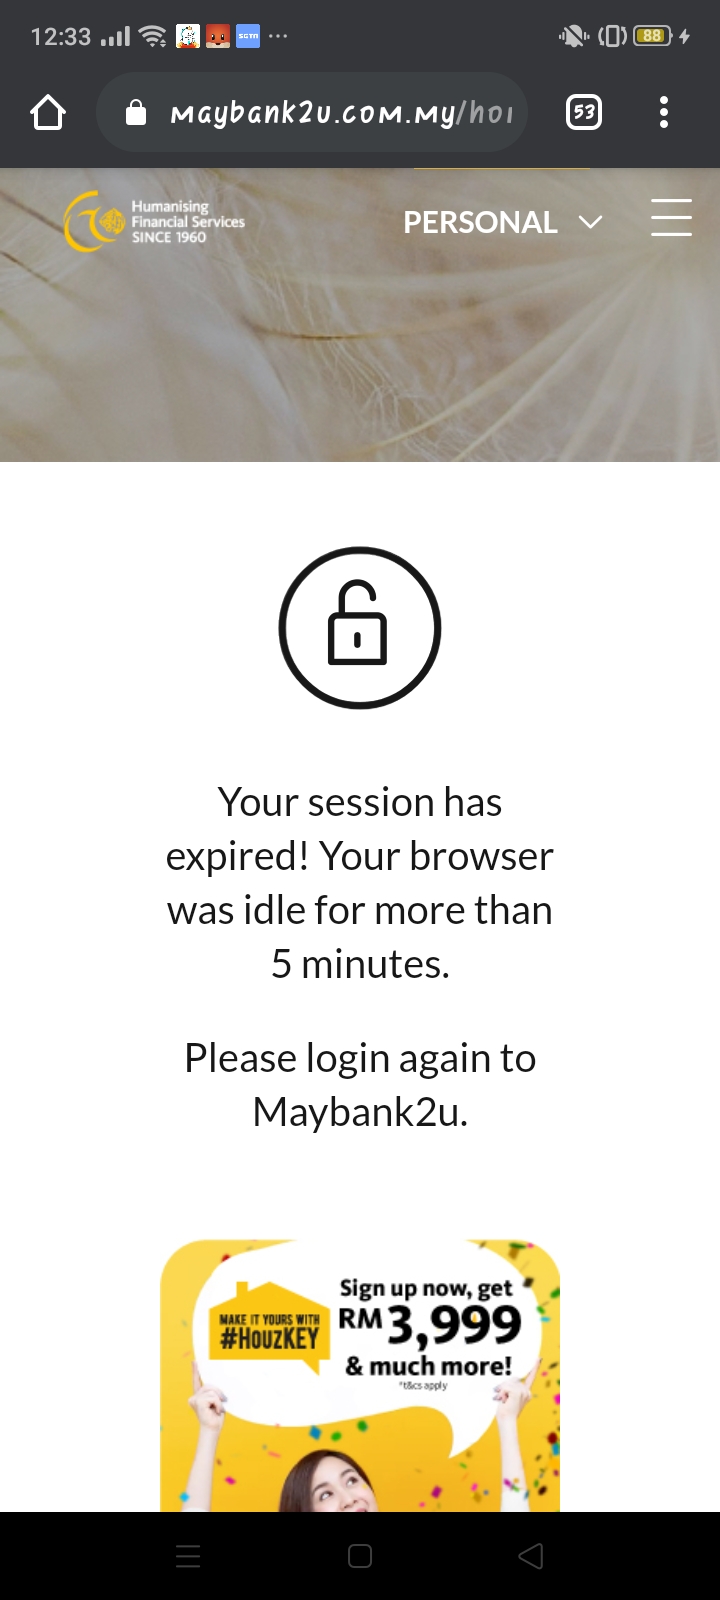 12:33
SGTM
88
maybank2u.com.my/ho
53
Humanising
Financial Services
SINCE 1960
PERSONAL
Your session has
expired! Your browser
was idle for more than
5 minutes.
Please login again to
Maybank2u.
MAKE IT YOURS WITH
#HOUZKEY
Sign up now, get
RM3,999
& much more!
*t&cs apply